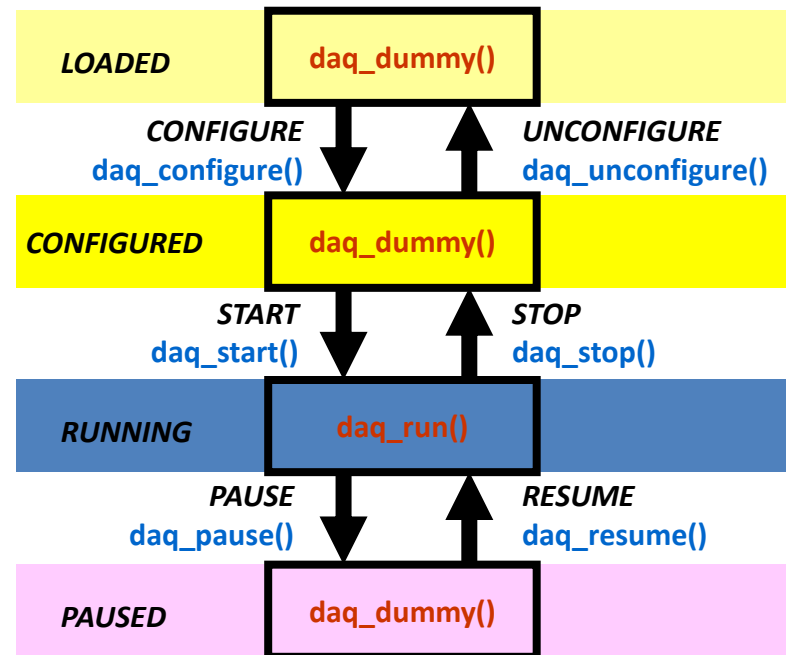 LOADED
daq_dummy()
CONFIGURE
daq_configure()
UNCONFIGURE
daq_unconfigure()
CONFIGURED
daq_dummy()
START
daq_start()
STOP
daq_stop()
RUNNING
daq_run()
PAUSE
daq_pause()
RESUME
daq_resume()
PAUSED
daq_dummy()